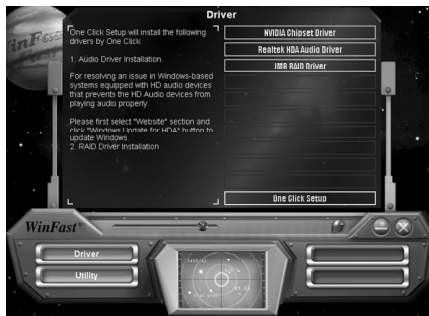 Driver
inFast
One Click Setup will install the following
drivers by One Click:
1. Audio Driver Installation.
For resolving an issue in Windows-based
systems equipped with HD audio devices
that prevents the HD Audio devices from
playing audio properly.
Please first select "Website" section and
click "Windows Update for HDA" button to
update Windows.
2. RAID Driver Installation
NVIDIA Chipset Driver
Realtek HDA Audio Driver
JMB RAID Driver
One Click Setup
WinFast®
Driver
Utility